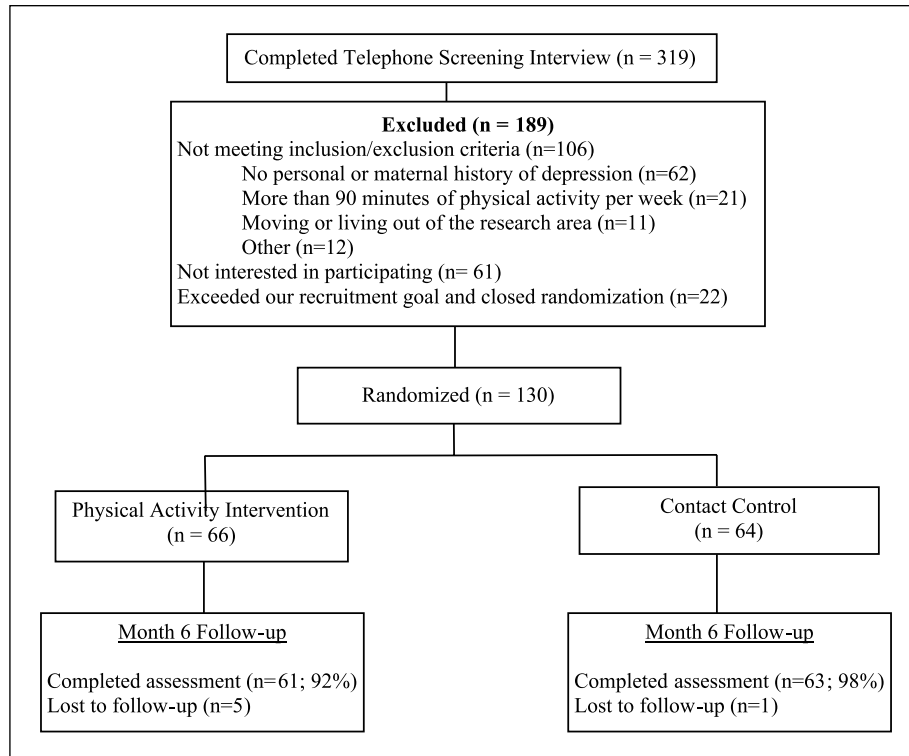 Completed Telephone Screening Interview (n = 319)
Excluded (n = 189)
Not meeting inclusion/exclusion criteria (n=106)
No personal or maternal history of depression (n=62)
More than 90 minutes of physical activity per week (n=21)
Moving or living out of the research area (n=11)
Other (n=12)
Not interested in participating (n= 61)
Exceeded our recruitment goal and closed randomization (n=22)
Randomized (n = 130)
Physical Activity Intervention
(n = 66)
Contact Control
(n = 64)
Month 6 Follow-up
Completed assessment (n=61; 92%)
Lost to follow-up (n=5)
Month 6 Follow-up
Completed assessment (n=63; 98%)
Lost to follow-up (n=1)